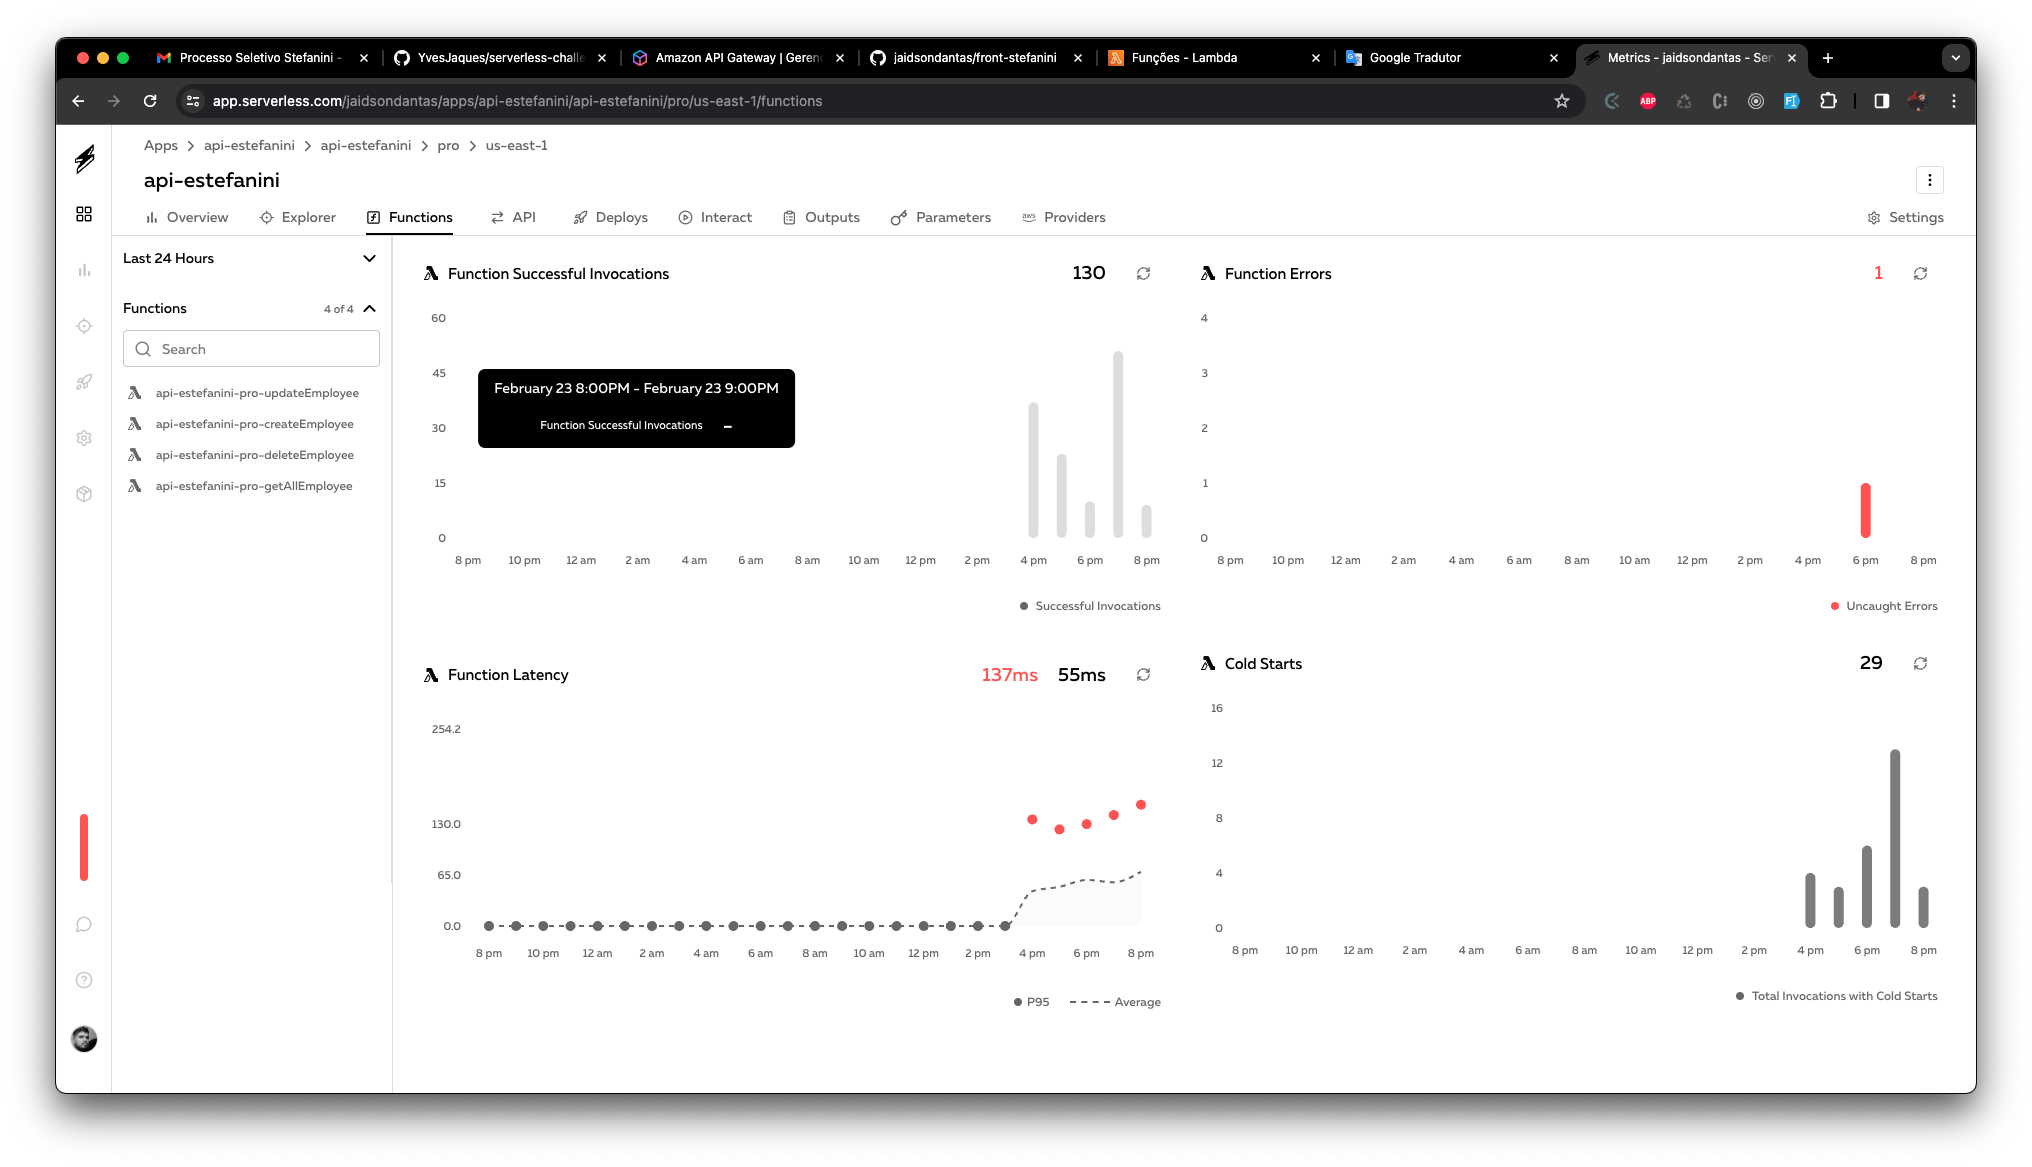 Processo Seletivo Stefanini -
YvesJaques/serverless-challe
Amazon API Gateway | Geren
jaidsondantas/front-stefanini
Funções - Lambda
Google Tradutor
Metrics - jaidsondantas - Ser
app.serverless.com/jaidsondantas/apps/api-estefanini/api-estefanini/pro/us-east-1/functions
ABP
Apps > api-estefanini > api-estefanini > pro > us-east-1
api-estefanini
Overview
Explorer
Functions
API
Deploys
Interact
Outputs
Parameters
aws Providers
Settings
Last 24 Hours
Functions 4 of 4
Search
api-estefanini-pro-updateEmployee
api-estefanini-pro-createEmployee
api-estefanini-pro-deleteEmployee
api-estefanini-pro-getAllEmployee
Function Successful Invocations 130
60
45
30
15
0
February 23 8:00PM - February 23 9:00PM
Function Successful Invocations –
8 pm 10 pm 12 am 2 am 4 am 6 am 8 am 10 am 12 pm 2 pm 4 pm 6 pm 8 pm
Successful Invocations
Function Errors 1
4
3
2
1
0
8 pm 10 pm 12 am 2 am 4 am 6 am 8 am 10 am 12 pm 2 pm 4 pm 6 pm 8 pm
Uncaught Errors
Function Latency 137ms 55ms
254.2
130.0
65.0
0.0
8 pm 10 pm 12 am 2 am 4 am 6 am 8 am 10 am 12 pm 2 pm 4 pm 6 pm 8 pm
P95 Average
Cold Starts 29
16
12
8
4
0
8 pm 10 pm 12 am 2 am 4 am 6 am 8 am 10 am 12 pm 2 pm 4 pm 6 pm 8 pm
Total Invocations with Cold Starts